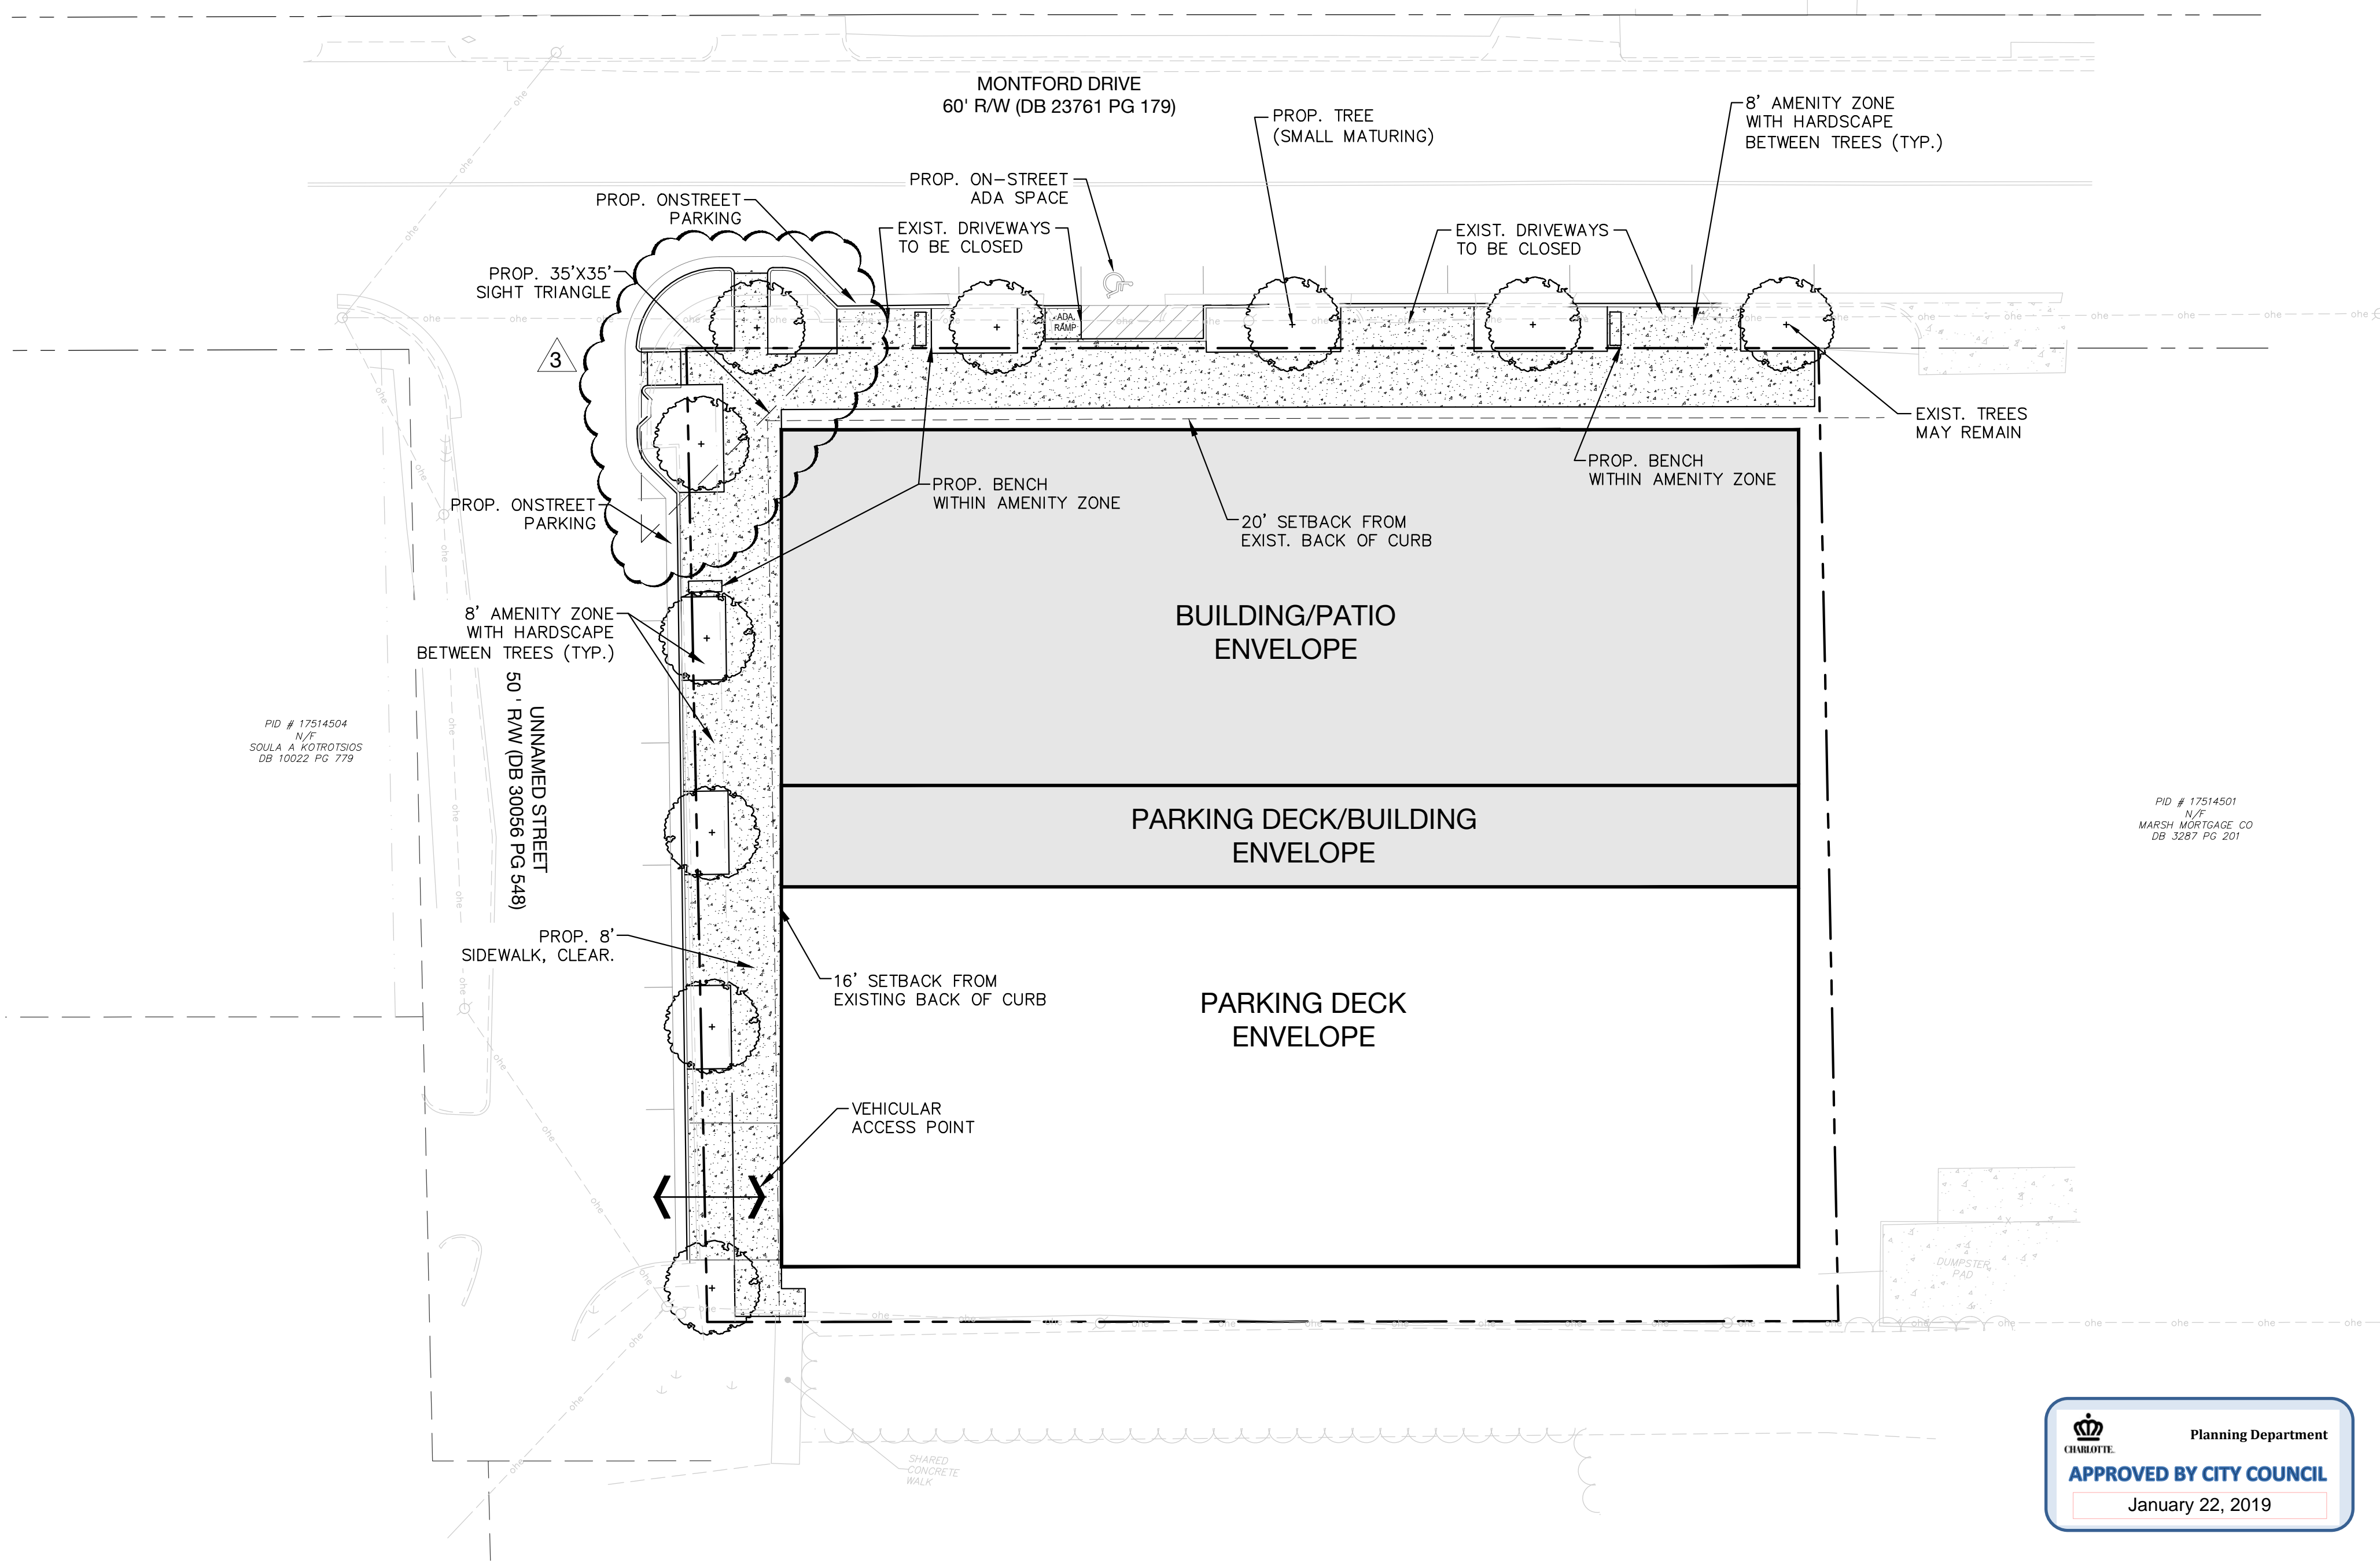 MONTFORD DRIVE
60' R/W (DB 23761 PG 179)
PROP. TREE
(SMALL MATURING)
8' AMENITY ZONE
WITH HARDSCAPE
BETWEEN TREES (TYP.)
PROP. ON-STREET
ADA SPACE
PROP. ONSTREET
PARKING
EXIST. DRIVEWAYS
TO BE CLOSED
EXIST. DRIVEWAYS
TO BE CLOSED
PROP. 35'X35'
SIGHT TRIANGLE
ADA
RAMP
3
EXIST. TREES
MAY REMAIN
PROP. BENCH
WITHIN AMENITY ZONE
PROP. BENCH
WITHIN AMENITY ZONE
PROP. ONSTREET
PARKING
20' SETBACK FROM
EXIST. BACK OF CURB
8' AMENITY ZONE
WITH HARDSCAPE
BETWEEN TREES (TYP.)
BUILDING/PATIO
ENVELOPE
UNNAMED STREET
50 ' R/W (DB 30056 PG 548)
PID # 17514504
N/F
SOULA A KOTROTSIOS
DB 10022 PG 779
PARKING DECK/BUILDING
ENVELOPE
PID # 17514501
N/F
MARSH MORTGAGE CO
DB 3287 PG 201
PROP. 8'
SIDEWALK, CLEAR.
16' SETBACK FROM
EXISTING BACK OF CURB
PARKING DECK
ENVELOPE
VEHICULAR
ACCESS POINT
DUMPSTER
PAD
SHARED
CONCRETE
WALK
CHARLOTTE.
Planning Department
APPROVED BY CITY COUNCIL
January 22, 2019